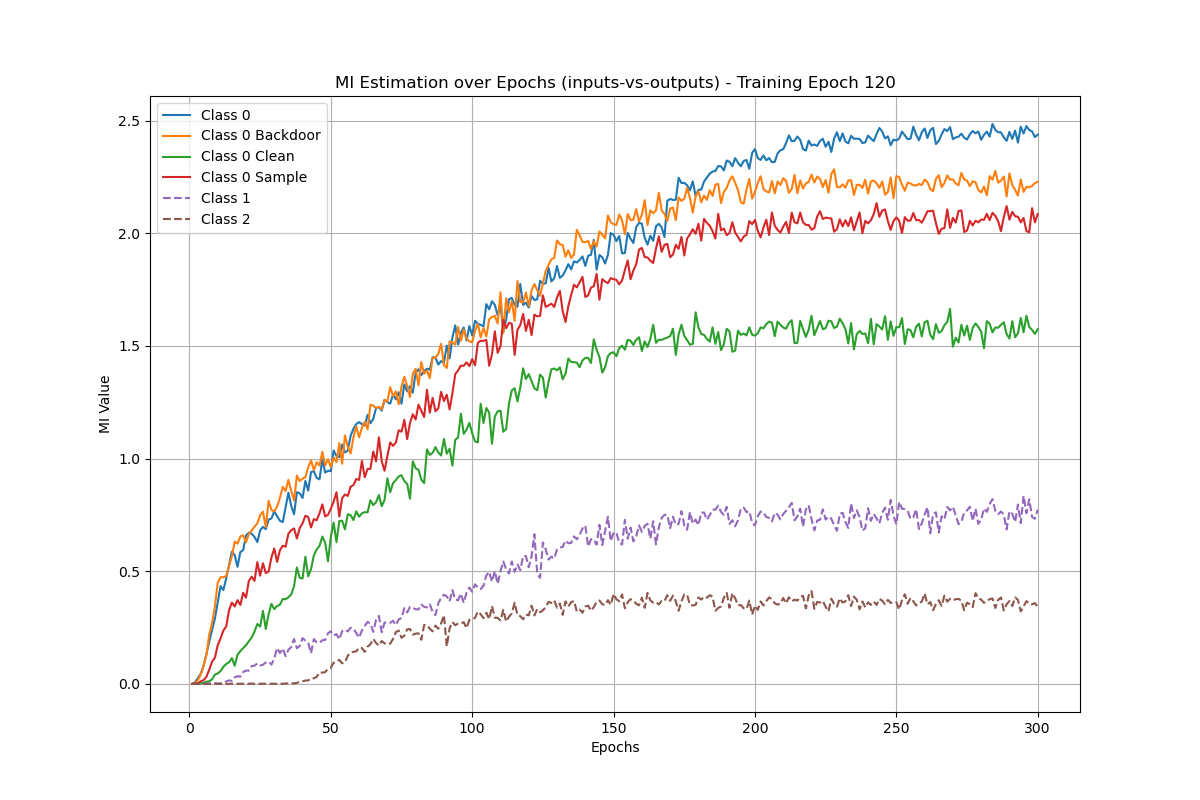 MI Estimation over Epochs (inputs-vs-outputs) - Training Epoch 120
Class 0
Class 0 Backdoor
Class 0 Clean
Class 0 Sample
Class 1
Class 2
MI Value
2.5
2.0
1.5
1.0
0.5
0.0
0
50
100
150
200
250
300
Epochs